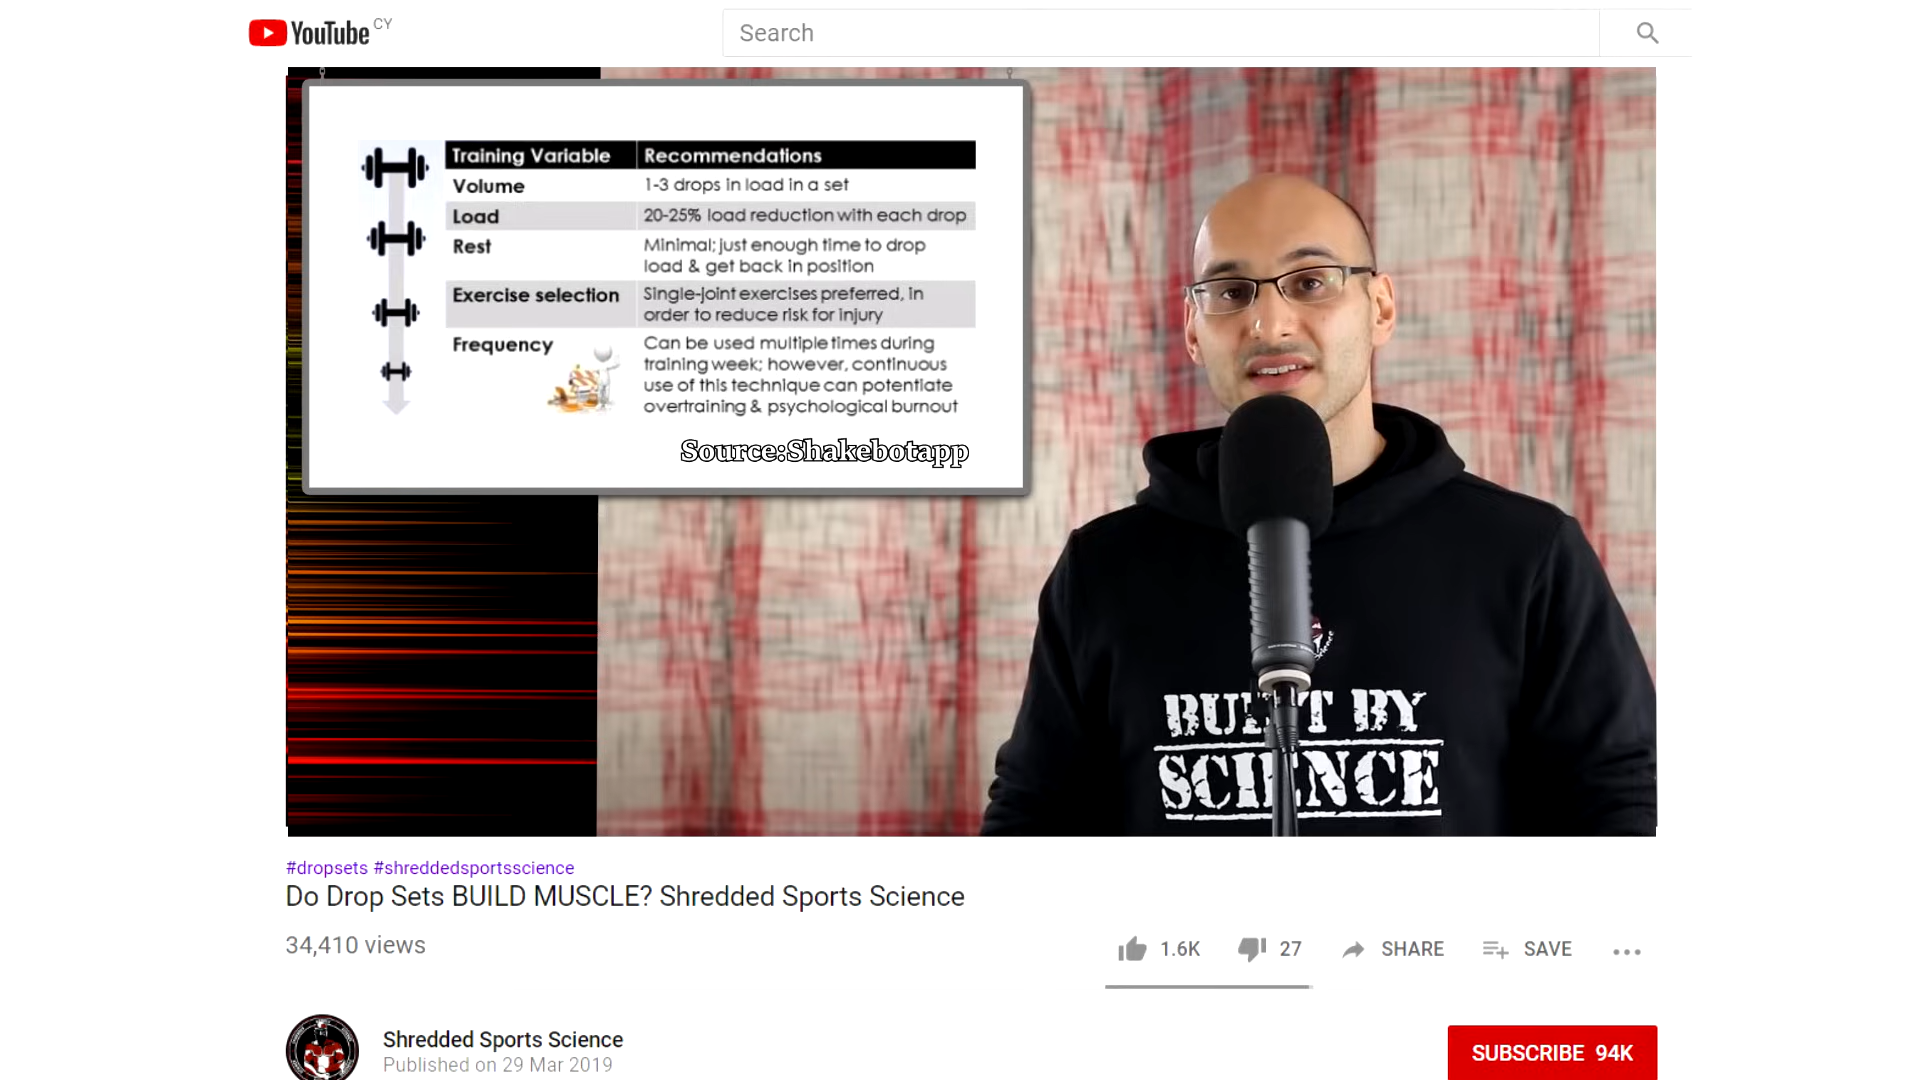 YouTube CY
Search
Training Variable Recommendations
Volume 1-3 drops in load in a set
Load 20-25% load reduction with each drop
Rest Minimal; just enough time to drop
load & get back in position
Exercise selection Single-joint exercises preferred, in
order to reduce risk for injury
Frequency Can be used multiple times during
training week; however, continuous
use of this technique can potentiate
overtraining & psychological burnout
Source:Shakebotapp
BUILT BY
SCIENCE
#dropsets #shreddedsportsscience
Do Drop Sets BUILD MUSCLE? Shredded Sports Science
34,410 views
1.6K 27 SHARE SAVE
Shredded Sports Science
Published on 29 Mar 2019
SUBSCRIBE 94K